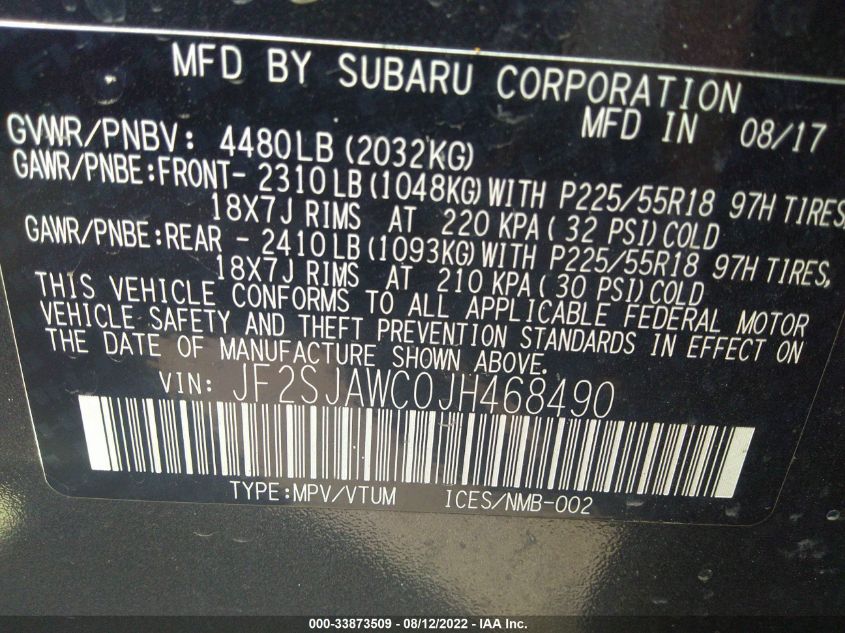 MFD BY SUBARU CORPORATION
MFD IN 08/17
GVWR/PNBV: 4480LB (2032KG)
GAWR/PNBE:FRONT- 2310 LB (1048KG) WITH P225/55R18 97H TIRES,
18X7J RIMS AT 220 KPA ( 32 PSI) COLD
GAWR/PNBE:REAR - 2410 LB (1093KG) WITH P225/55R18 97H TIRES,
18X7J RIMS AT 210 KPA ( 30 PSI) COLD
THIS VEHICLE CONFORMS TO ALL APPLICABLE FEDERAL MOTOR
VEHICLE SAFETY AND THEFT PREVENTION STANDARDS IN EFFECT ON
THE DATE OF MANUFACTURE SHOWN ABOVE.
VIN: JF2SJAWC0JH468490
TYPE:MPV/VTUM ICES/NMB-002
000-33873509 - 08/12/2022 - IAA Inc.